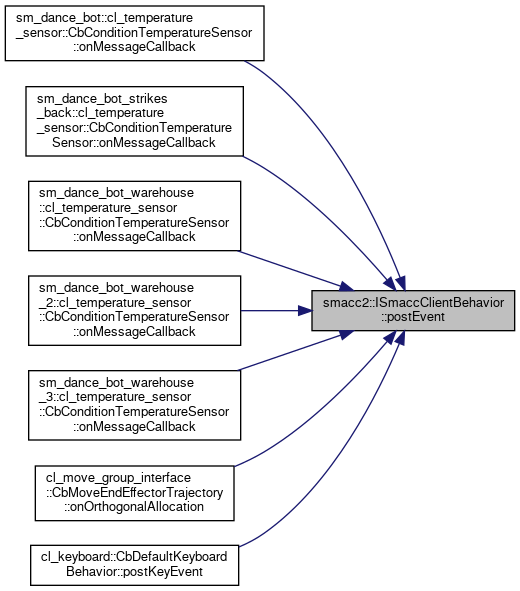 sm_dance_bot::cl_temperature
_sensor::CbConditionTemperatureSensor
::onMessageCallback
sm_dance_bot_strikes
_back::cl_temperature
_sensor::CbConditionTemperature
Sensor::onMessageCallback
sm_dance_bot_warehouse
::cl_temperature_sensor
::CbConditionTemperatureSensor
::onMessageCallback
sm_dance_bot_warehouse
_2::cl_temperature_sensor
::CbConditionTemperatureSensor
::onMessageCallback
smacc2::ISmaccClientBehavior
::postEvent
sm_dance_bot_warehouse
_3::cl_temperature_sensor
::CbConditionTemperatureSensor
::onMessageCallback
cl_move_group_interface
::CbMoveEndEffectorTrajectory
::onOrthogonalAllocation
cl_keyboard::CbDefaultKeyboard
Behavior::postKeyEvent